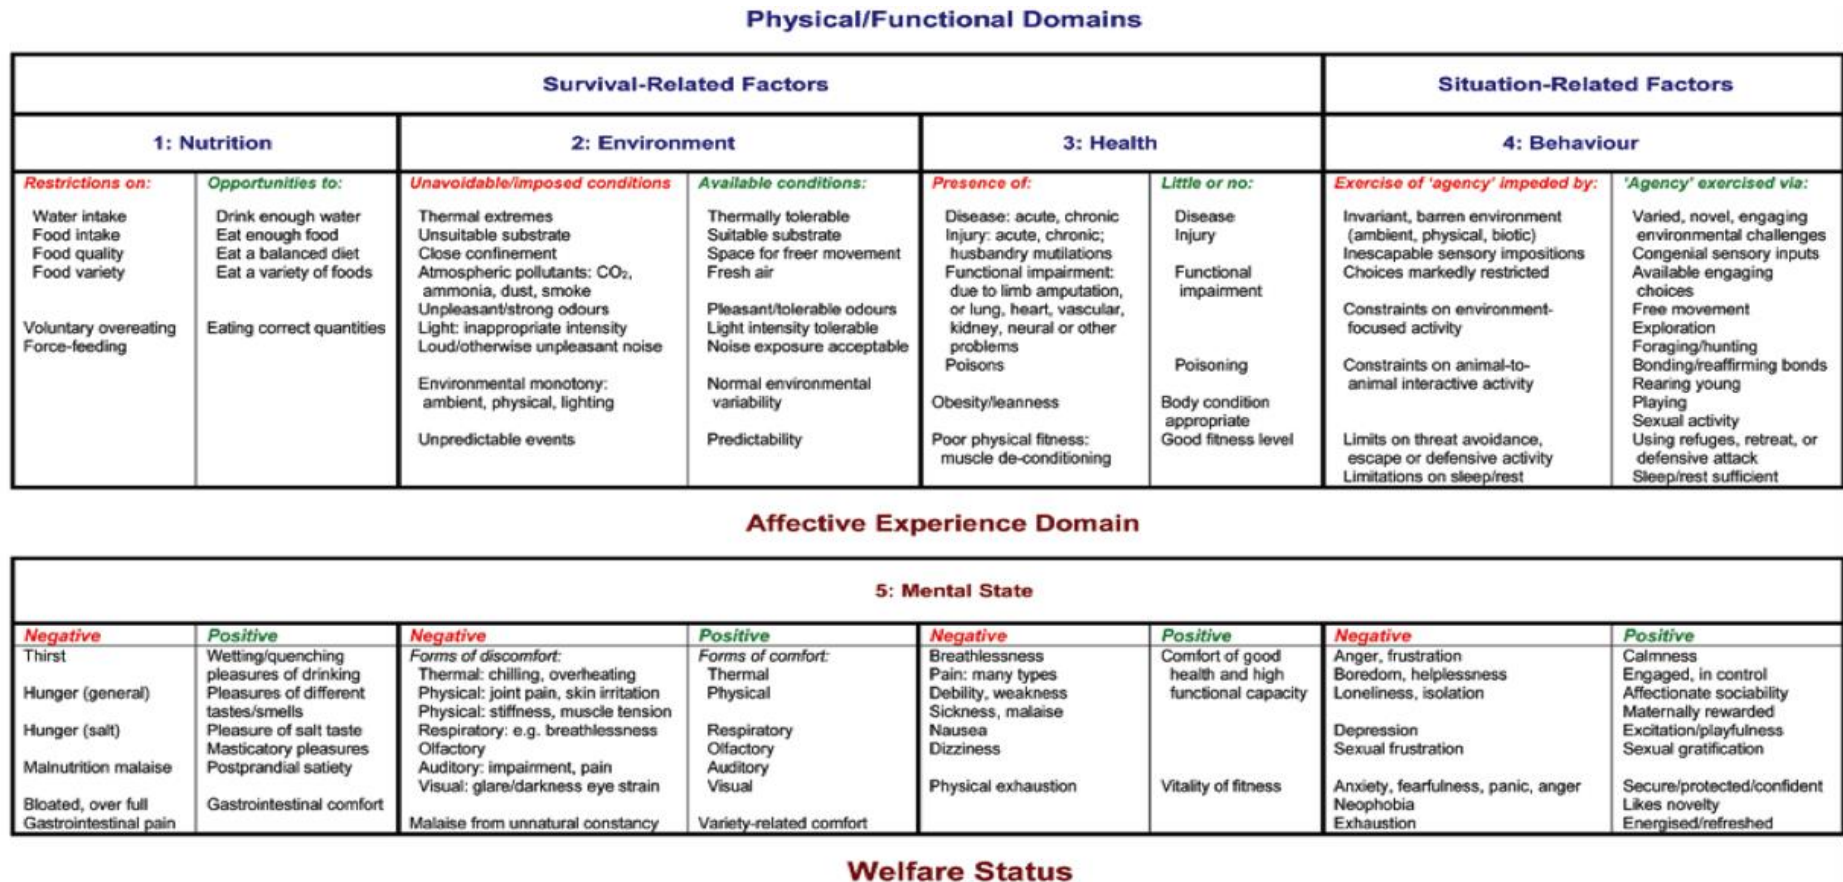 Physical/Functional Domains
Survival-Related Factors
Situation-Related Factors
1: Nutrition
2: Environment
3: Health
4: Behaviour
Restrictions on:
Water intake
Food intake
Food quality
Food variety
Voluntary overeating
Force-feeding
Opportunities to:
Drink enough water
Eat enough food
Eat a balanced diet
Eat a variety of foods
Eating correct quantities
Unavoidable/imposed conditions
Thermal extremes
Unsuitable substrate
Close confinement
Atmospheric pollutants: CO₂,
ammonia, dust, smoke
Unpleasant/strong odours
Light: inappropriate intensity
Loud/otherwise unpleasant noise
Environmental monotony:
ambient, physical, lighting
Unpredictable events
Available conditions:
Thermally tolerable
Suitable substrate
Space for freer movement
Fresh air
Pleasant/tolerable odours
Light intensity tolerable
Noise exposure acceptable
Normal environmental
variability
Predictability
Presence of:
Disease: acute, chronic
Injury: acute, chronic;
husbandry mutilations
Functional impairment:
due to limb amputation,
or lung, heart, vascular,
kidney, neural or other
problems
Poisons
Obesity/leanness
Poor physical fitness:
muscle de-conditioning
Little or no:
Disease
Injury
Functional
impairment
Poisoning
Body condition
appropriate
Good fitness level
Exercise of 'agency' impeded by:
Invariant, barren environment
(ambient, physical, biotic)
Inescapable sensory impositions
Choices markedly restricted
Constraints on environment-
focused activity
Constraints on animal-to-
animal interactive activity
Limits on threat avoidance,
escape or defensive activity
Limitations on sleep/rest
'Agency' exercised via:
Varied, novel, engaging
environmental challenges
Congenial sensory inputs
Available engaging
choices
Free movement
Exploration
Foraging/hunting
Bonding/reaffirming bonds
Rearing young
Playing
Sexual activity
Using refuges, retreat, or
defensive attack
Sleep/rest sufficient
Affective Experience Domain
5: Mental State
Negative
Thirst
Hunger (general)
Hunger (salt)
Malnutrition malaise
Bloated, over full
Gastrointestinal pain
Positive
Wetting/quenching
pleasures of drinking
Pleasures of different
tastes/smells
Pleasure of salt taste
Masticatory pleasures
Postprandial satiety
Gastrointestinal comfort
Negative
Forms of discomfort:
Thermal: chilling, overheating
Physical: joint pain, skin irritation
Physical: stiffness, muscle tension
Respiratory: e.g. breathlessness
Olfactory
Auditory: impairment, pain
Visual: glare/darkness eye strain
Malaise from unnatural constancy
Positive
Forms of comfort:
Thermal
Physical
Respiratory
Olfactory
Auditory
Visual
Variety-related comfort
Negative
Breathlessness
Pain: many types
Debility, weakness
Sickness, malaise
Nausea
Dizziness
Physical exhaustion
Positive
Comfort of good
health and high
functional capacity
Vitality of fitness
Negative
Anger, frustration
Boredom, helplessness
Loneliness, isolation
Depression
Sexual frustration
Anxiety, fearfulness, panic, anger
Neophobia
Exhaustion
Positive
Calmness
Engaged, in control
Affectionate sociability
Maternally rewarded
Excitation/playfulness
Sexual gratification
Secure/protected/confident
Likes novelty
Energised/refreshed
Welfare Status